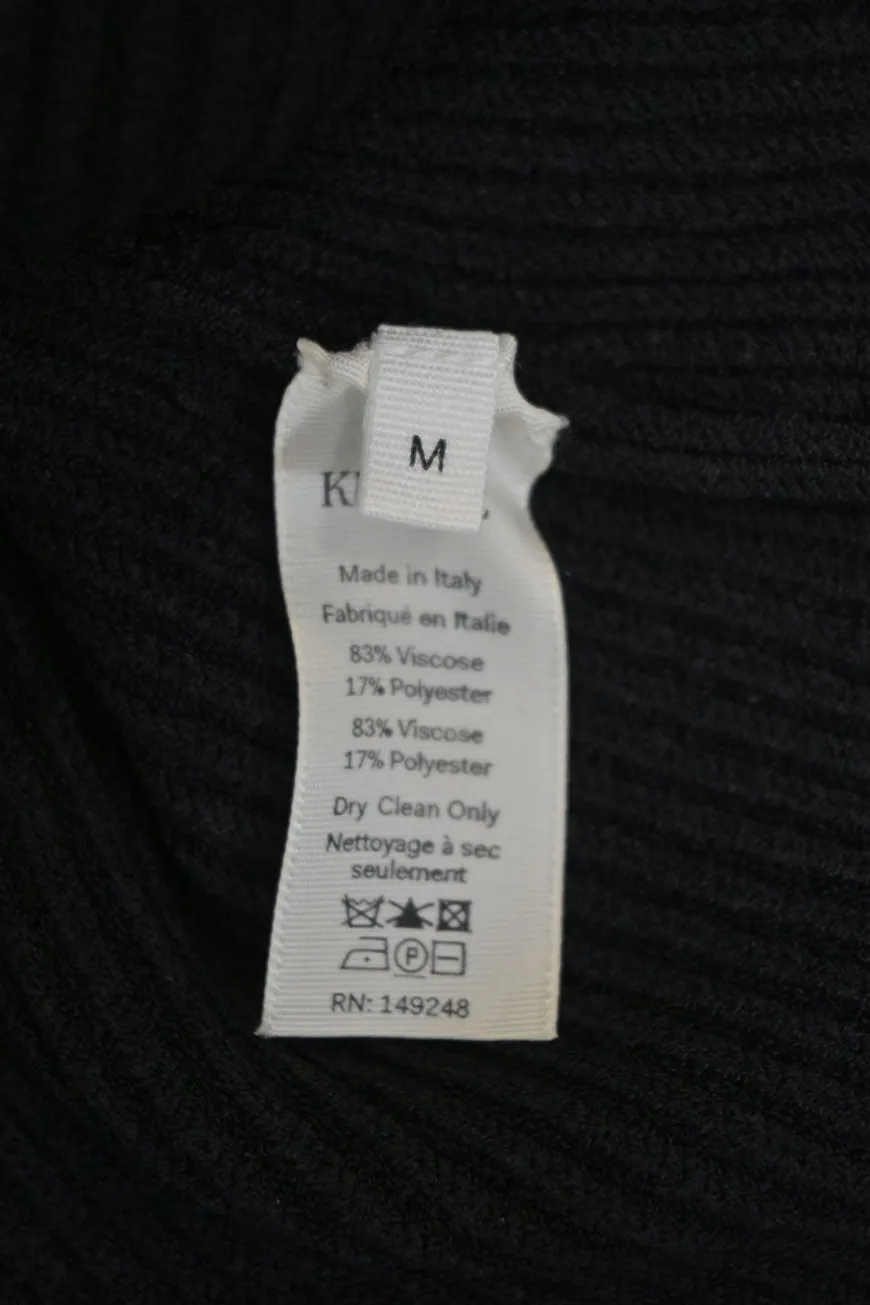 M
Made in Italy
Fabriqué en Italie
83% Viscose
17% Polyester
83% Viscose
17% Polyester
Dry Clean Only
Nettoyage à sec
seulement
P
RN: 149248